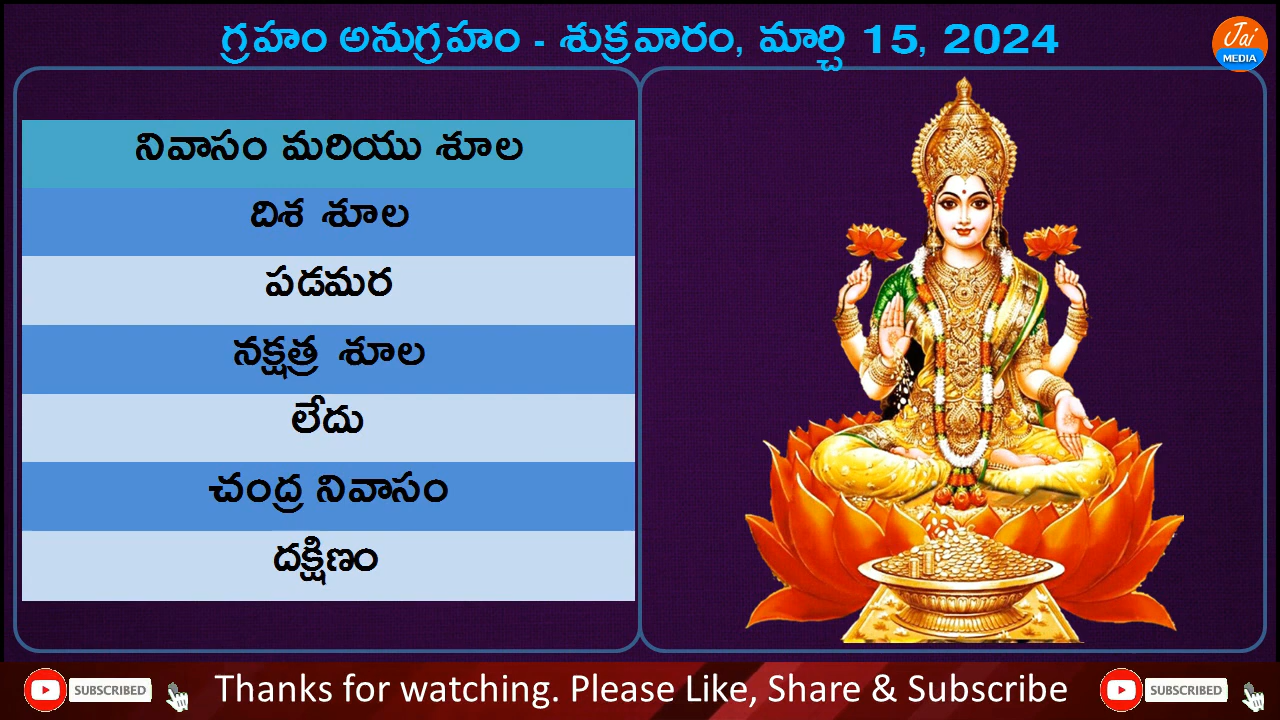 గ్రహం అనుగ్రహం - శుక్రవారం, మార్చి 15, 2024
Jai
MEDIA
నివాసం మరియు శూల
దిశ శూల
పడమర
నక్షత్ర శూల
లేదు
చంద్ర నివాసం
దక్షిణం
SUBSCRIBED
Thanks for watching. Please Like, Share & Subscribe
SUBSCRIBED